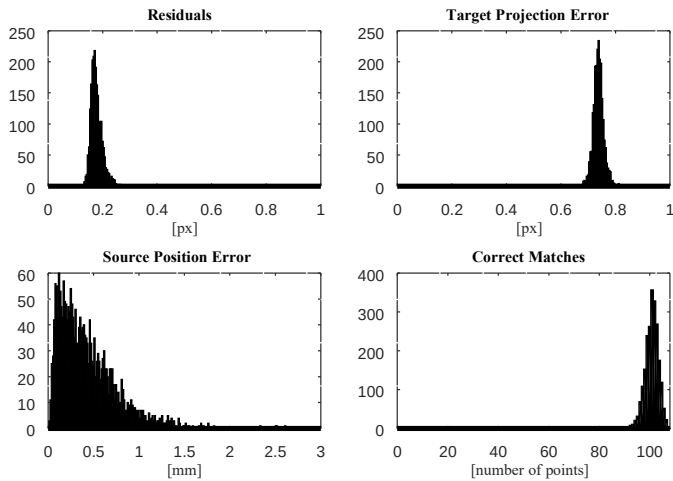 Residuals
250
200
150
100
50
0
0 0.2 0.4 0.6 0.8 1
[px]
Target Projection Error
250
200
150
100
50
0
0 0.2 0.4 0.6 0.8 1
[px]
Source Position Error
60
50
40
30
20
10
0
0 0.5 1 1.5 2 2.5 3
[mm]
Correct Matches
400
300
200
100
0
0 20 40 60 80 100
[number of points]